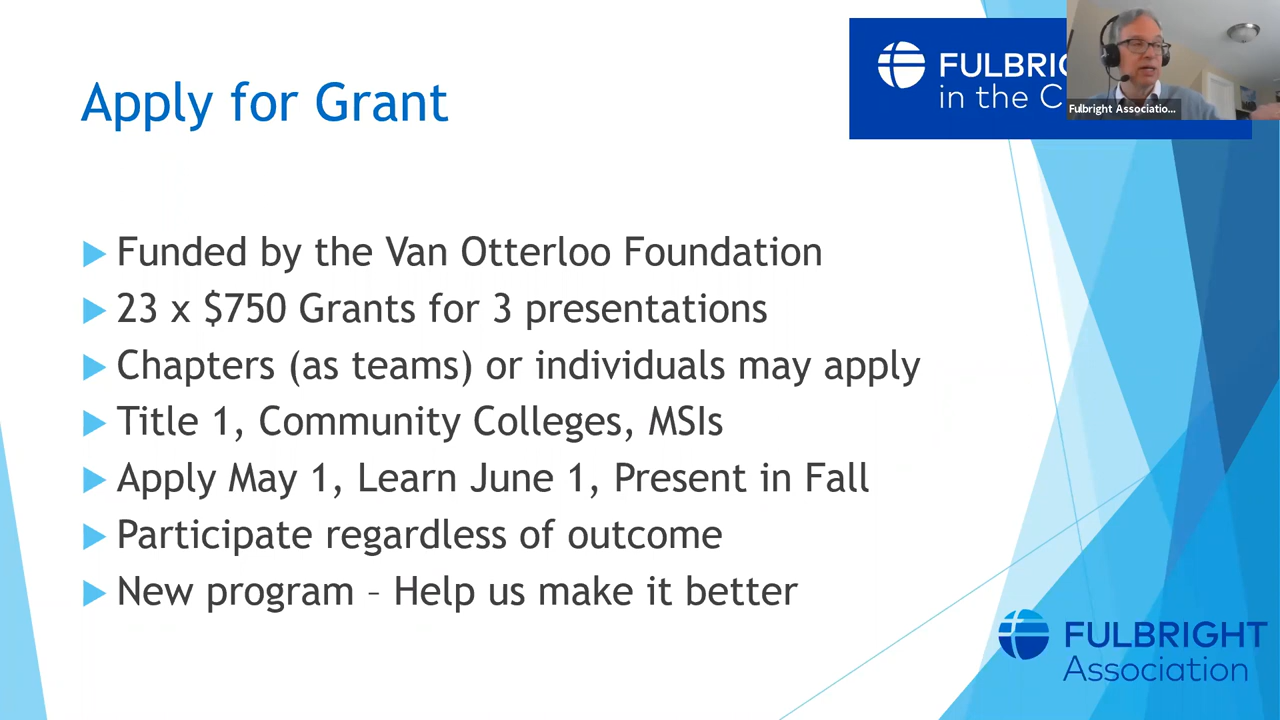 Apply for Grant
FULBRI
in the C
Fulbright Associatio...
Funded by the Van Otterloo Foundation
23 x $750 Grants for 3 presentations
Chapters (as teams) or individuals may apply
Title 1, Community Colleges, MSIs
Apply May 1, Learn June 1, Present in Fall
Participate regardless of outcome
New program – Help us make it better
FULBRIGHT
Association